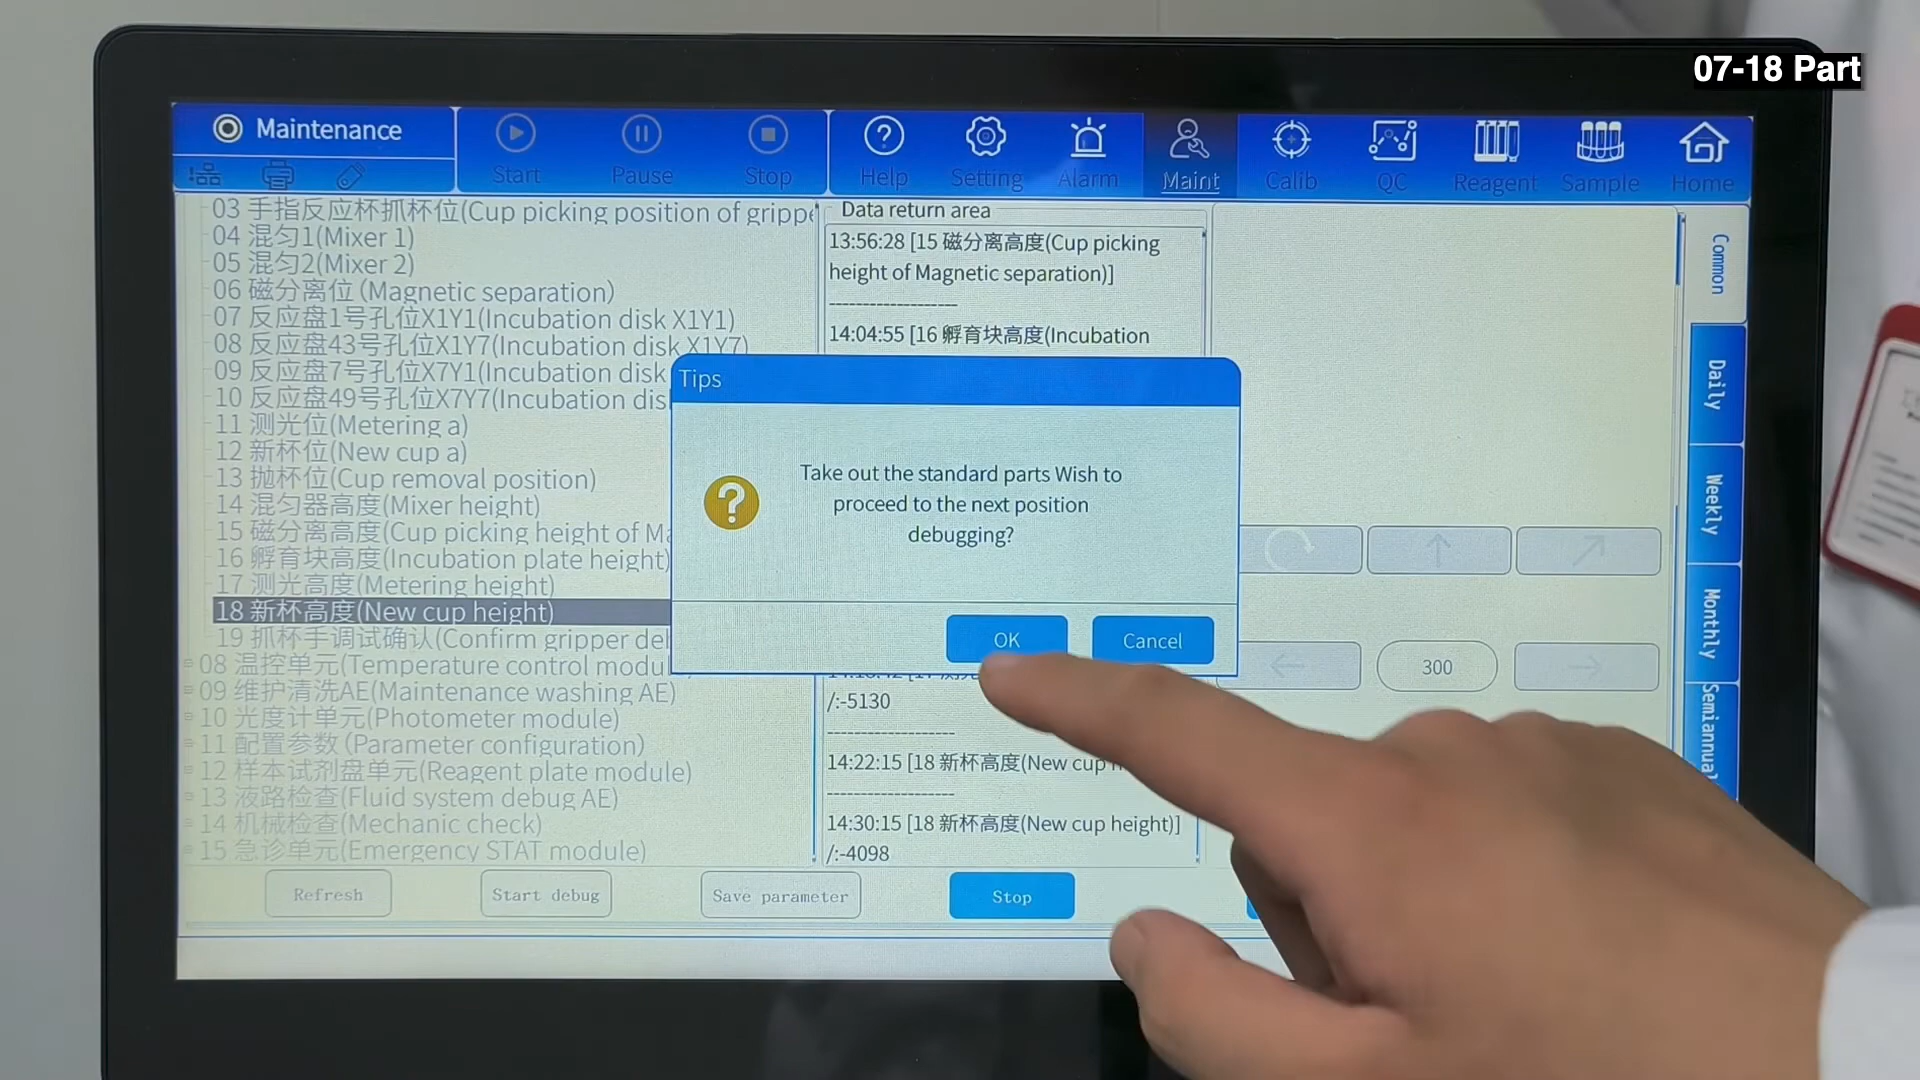 07-18 Part
Maintenance
Start
Pause
Stop
Help
Setting
Alarm
Maint
Calib
QC
Reagent
Sample
Home
03 手指反应杯抓杯位(Cup picking position of grippe
04 混匀1(Mixer 1)
05 混匀2(Mixer 2)
06 磁分离位(Magnetic separation)
07 反应盘1号孔位X1Y1(Incubation disk X1Y1)
08 反应盘43号孔位X1Y7(Incubation disk X1Y7)
09 反应盘7号孔位X7Y1(Incubation disk
10 反应盘49号孔位X7Y7(Incubation dis
11 测光位(Metering a)
12 新杯位(New cup a)
13 抛杯位(Cup removal position)
14 混匀器高度(Mixer height)
15 磁分离高度(Cup picking height of Ma
16 孵育块高度(Incubation plate height)
17 测光高度(Metering height)
18 新杯高度(New cup height)
19 抓杯手调试确认(Confirm gripper de
08 温控单元(Temperature control modu
09 维护清洗AE(Maintenance washing AE)
10 光度计单元(Photometer module)
11 配置参数(Parameter configuration)
12 样本试剂盘单元(Reagent plate module)
13 液路检查(Fluid system debug AE)
14 机械检查(Mechanic check)
15 急诊单元(Emergency STAT module)
Data return area
13:56:28 [15 磁分离高度(Cup picking
height of Magnetic separation)]
-------------------
14:04:55 [16 孵育块高度(Incubation
Tips
Take out the standard parts Wish to
proceed to the next position
debugging?
OK
Cancel
/:-5130
-------------------
14:22:15 [18 新杯高度(New cup
-------------------
14:30:15 [18 新杯高度(New cup height)]
/:-4098
300
Common
Daily
Weekly
Monthly
Semiannual
Refresh
Start debug
Save parameter
Stop